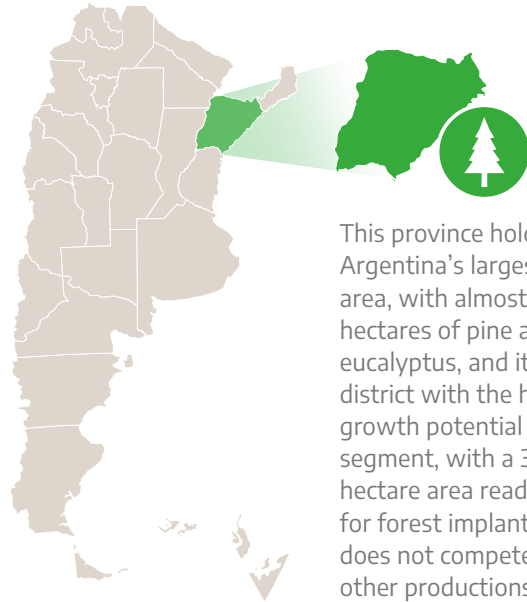 This province
Argentina's
area, with almost
hectares of pine
eucalyptus, and
district with the
growth potential
segment, with a
hectare area
for forest
does not compete
other productions